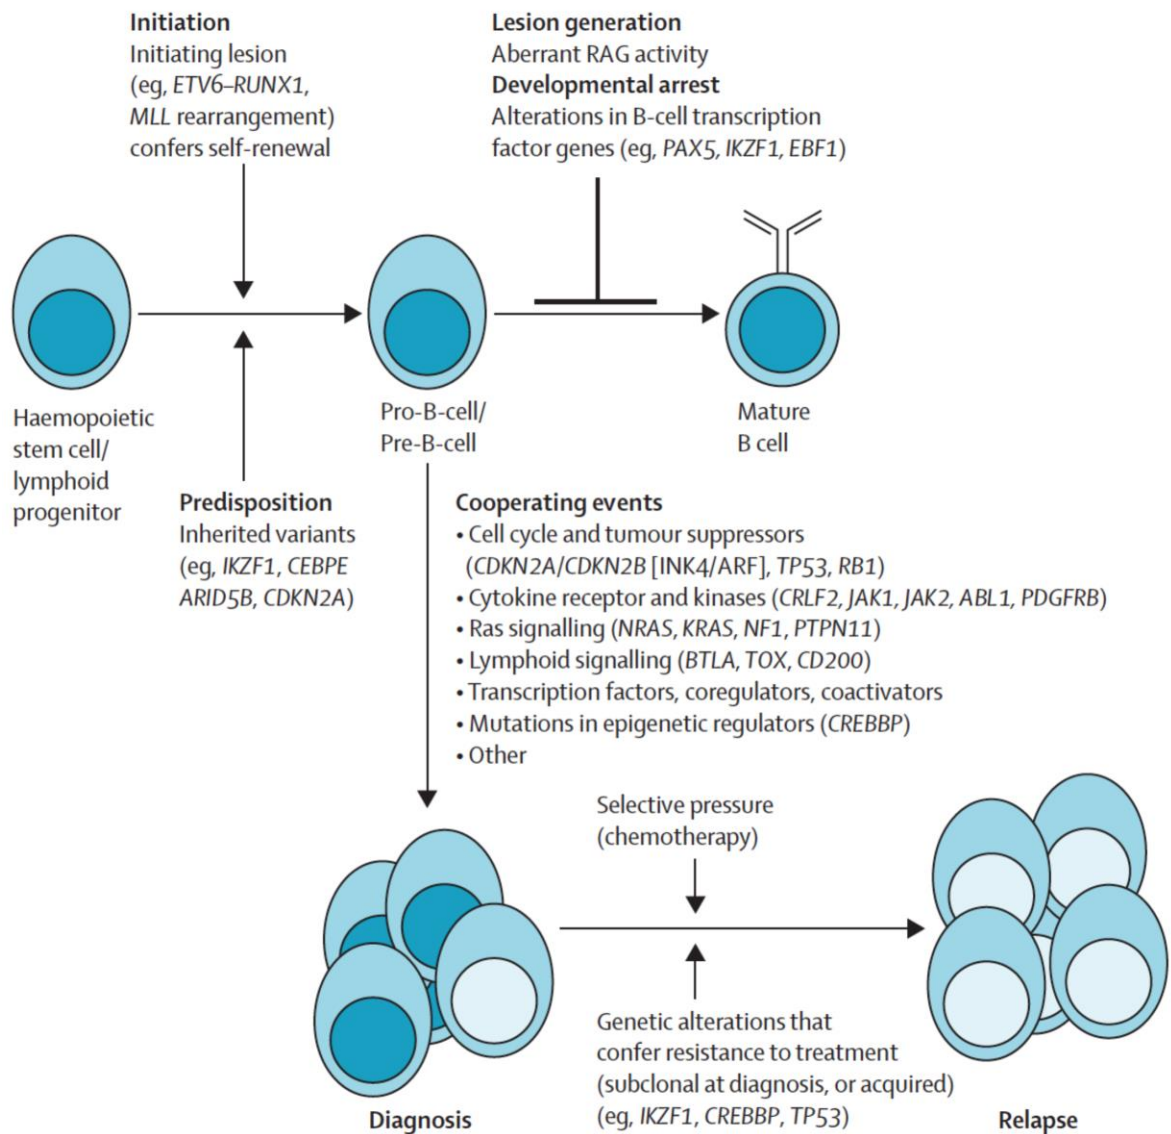 Initiation
Initiating lesion
(eg, ETV6–RUNX1,
MLL rearrangement)
confers self-renewal
Lesion generation
Aberrant RAG activity
Developmental arrest
Alterations in B-cell transcription
factor genes (eg, PAX5, IKZF1, EBF1)
Haemopoietic
stem cell/
lymphoid
progenitor
Pro-B-cell/
Pre-B-cell
Mature
B cell
Predisposition
Inherited variants
(eg, IKZF1, CEBPE
ARID5B, CDKN2A)
Cooperating events
• Cell cycle and tumour suppressors
(CDKN2A/CDKN2B [INK4/ARF], TP53, RB1)
• Cytokine receptor and kinases (CRLF2, JAK1, JAK2, ABL1, PDGFRB)
• Ras signalling (NRAS, KRAS, NF1, PTPN11)
• Lymphoid signalling (BTLA, TOX, CD200)
• Transcription factors, coregulators, coactivators
• Mutations in epigenetic regulators (CREBBP)
• Other
Selective pressure
(chemotherapy)
Genetic alterations that
confer resistance to treatment
(subclonal at diagnosis, or acquired)
(eg, IKZF1, CREBBP, TP53)
Diagnosis
Relapse